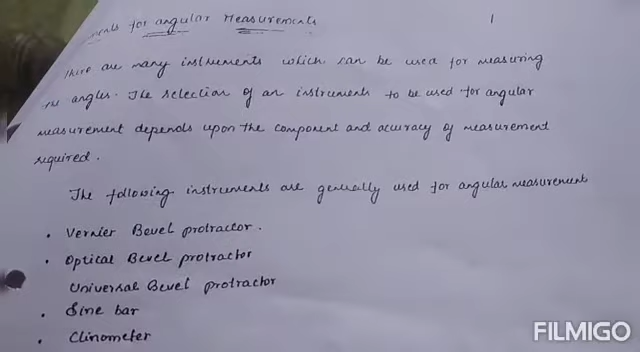 ments for angular Measurements
1
There are many instruments which can be used for measuring
the angles. The selection of an instruments to be used for angular
measurement depends upon the component and accuracy of measurement
required.
The following instruments are generally used for angular measurement
• Vernier Bevel protractor.
• Optical Bevel protractor
Universal Bevel protractor
• Sine bar
• Clinometer
FILMIGO